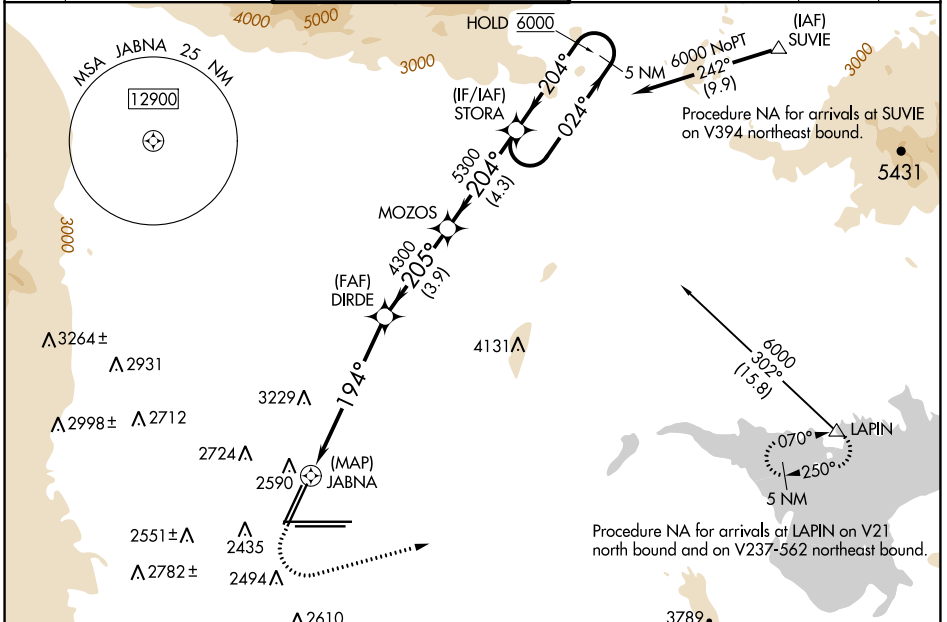 4000
5000
3000
HOLD 6000
MSA JABNA 25 NM
12900
204°
024°
5 NM
6000 NoPT
242°
(9.9)
(IAF)
SUVIE
3000
Procedure NA for arrivals at SUVIE
on V394 northeast bound.
5431
(IF/IAF)
STORA
5300
204°
(4.3)
MOZOS
3000
4300
205°
(3.9)
(FAF)
DIRDE
3264±
2931
4131
6000
302°
(15.8)
194°
3229
2998±
2712
LAPIN
070°
250°
5 NM
2724
2590
(MAP)
JABNA
2551±
2435
Procedure NA for arrivals at LAPIN on V21
north bound and on V237-562 northeast bound.
2782±
2494
2610
3789